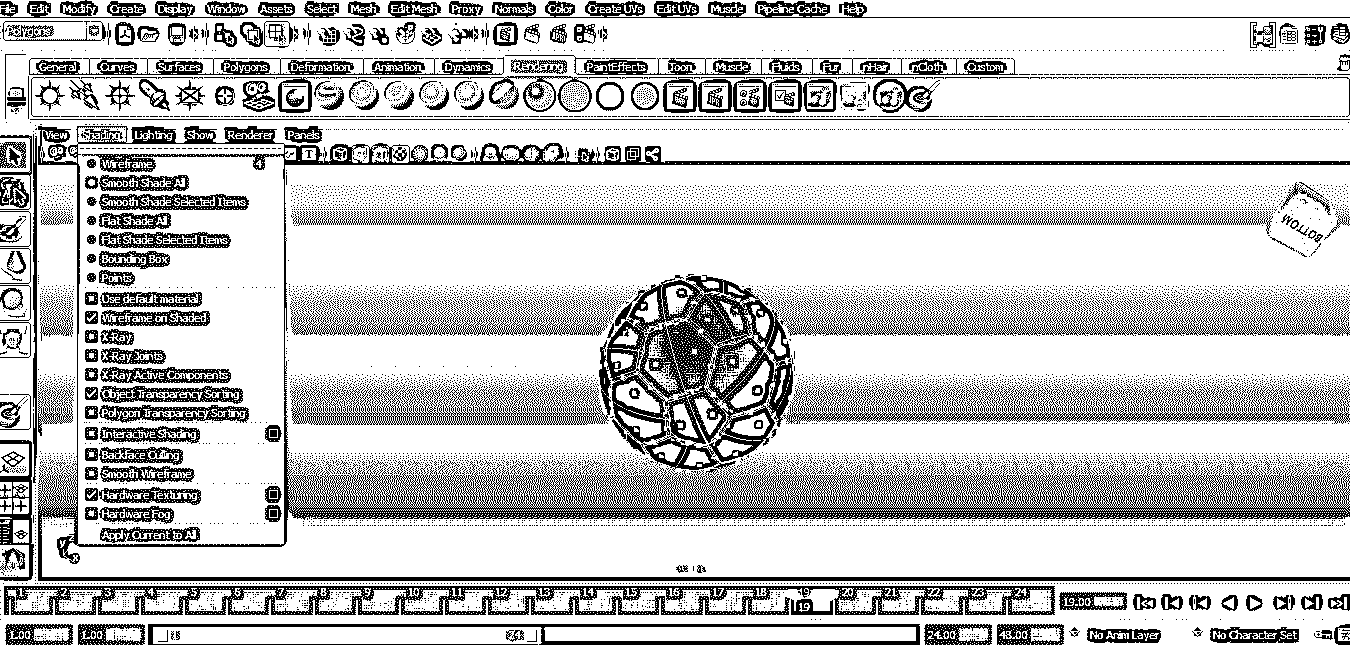 File Edit Modify Create Display Window Assets Select Mesh Edit Mesh Proxy Normals Color Create UVs Edit UVs Muscle Pipeline Cache Help
Polygons
General Curves Surfaces Polygons Deformation Animation Dynamics Rendering PaintEffects Toon Muscle Fluids Fur nHair nCloth Custom
View Shading Lighting Show Renderer Panels
Wireframe 4
Smooth Shade All
Smooth Shade Selected Items
Flat Shade All
Flat Shade Selected Items
Bounding Box
Points
Use default material
Wireframe on Shaded
X-Ray
X-Ray Joints
X-Ray Active Components
Object Transparency Sorting
Polygon Transparency Sorting
Interactive Shading
Backface Culling
Smooth Wireframe
Hardware Texturing
Hardware Fog
Apply Current to All
BOTTOM
1 2 3 4 5 6 7 8 9 10 11 12 13 14 15 16 17 18 19 20 21 22 23 24 19.00
19
1.00 1.00 24 24.00 48.00 No Anim Layer No Character Set